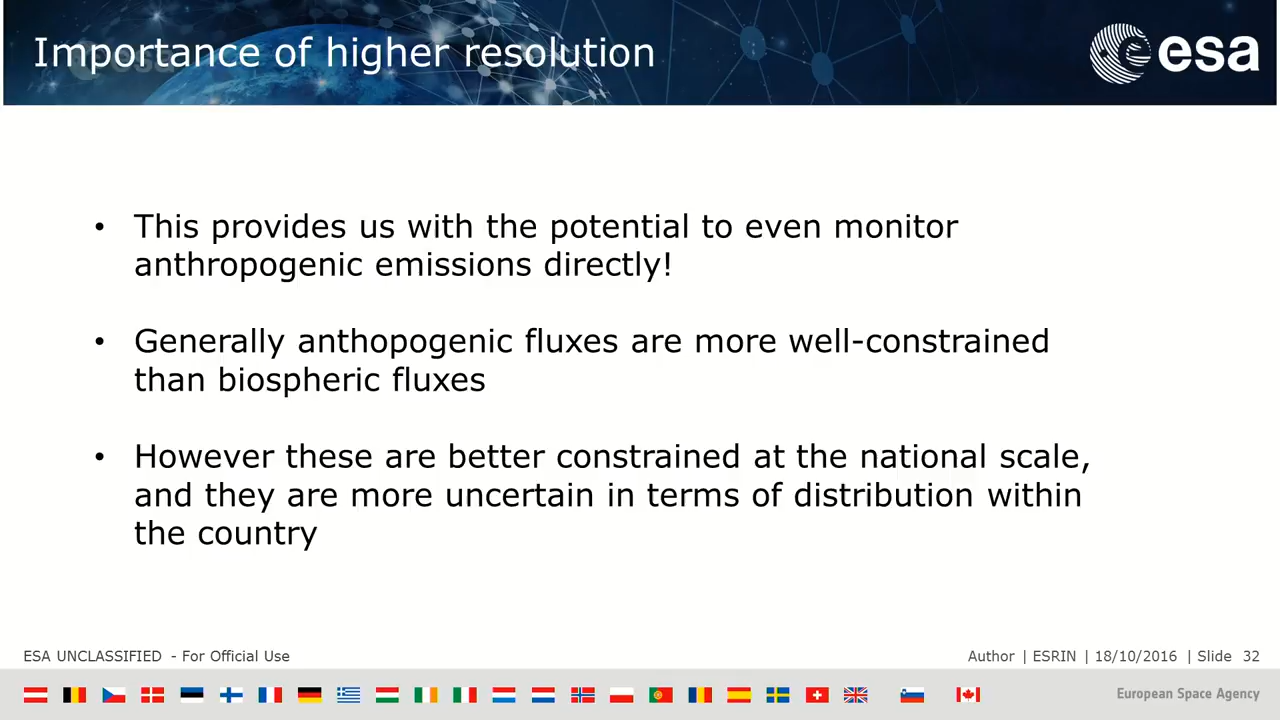 Importance of higher resolution
esa
• This provides us with the potential to even monitor
anthropogenic emissions directly!
• Generally anthopogenic fluxes are more well-constrained
than biospheric fluxes
• However these are better constrained at the national scale,
and they are more uncertain in terms of distribution within
the country
ESA UNCLASSIFIED - For Official Use
Author | ESRIN | 18/10/2016 | Slide 32
European Space Agency